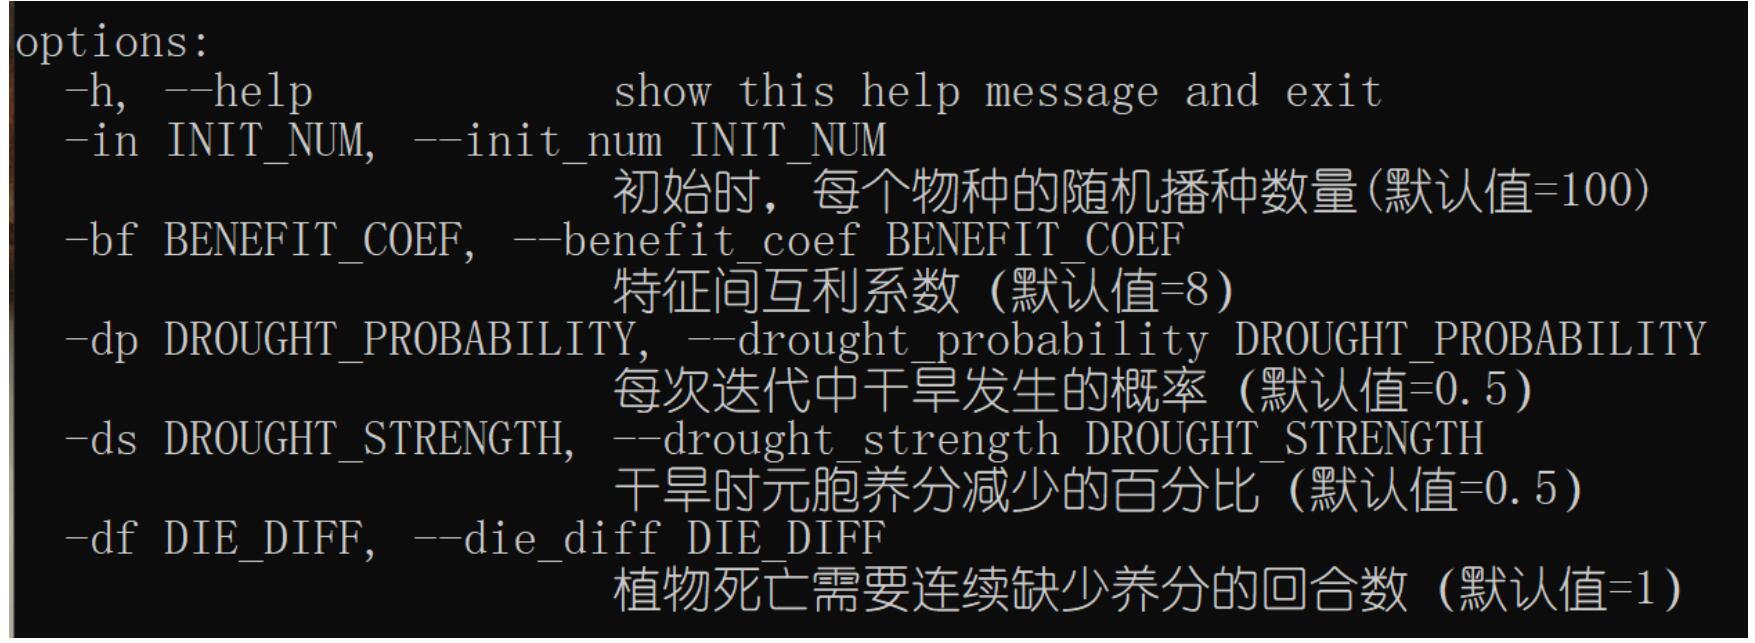 options:
-h, --help show this help message and exit
-in INIT_NUM, --init_num INIT_NUM
初始时，每个物种的随机播种数量(默认值=100)
-bf BENEFIT_COEF, --benefit_coef BENEFIT_COEF
特征间互利系数 (默认值=8)
-dp DROUGHT_PROBABILITY, --drought_probability DROUGHT_PROBABILITY
每次迭代中干旱发生的概率 (默认值=0.5)
-ds DROUGHT_STRENGTH, --drought_strength DROUGHT_STRENGTH
干旱时元胞养分减少的百分比 (默认值=0.5)
-df DIE_DIFF, --die_diff DIE_DIFF
植物死亡需要连续缺少养分的回合数 (默认值=1)